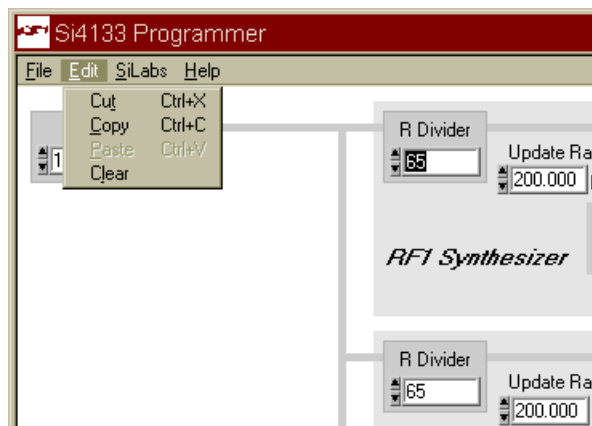 Si4133 Programmer
File Edit SiLabs Help
Cut Ctrl+X
Copy Ctrl+C
Paste Ctrl+V
Clear
1
R Divider
65
Update Ra
200.000
RF1 Synthesizer
R Divider
65
Update Ra
200.000